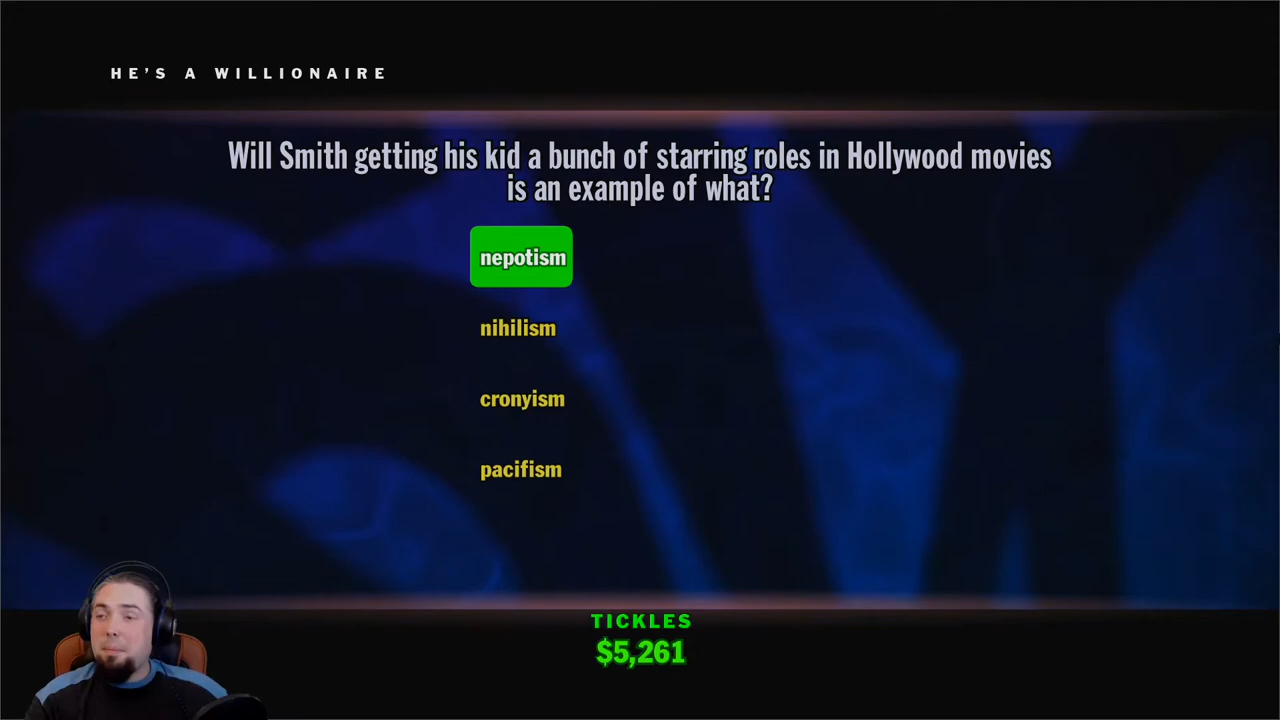 HE'S A WILLIONAIRE
Will Smith getting his kid a bunch of starring roles in Hollywood movies
is an example of what?
nepotism
nihilism
cronyism
pacifism
TICKLES
$5,261